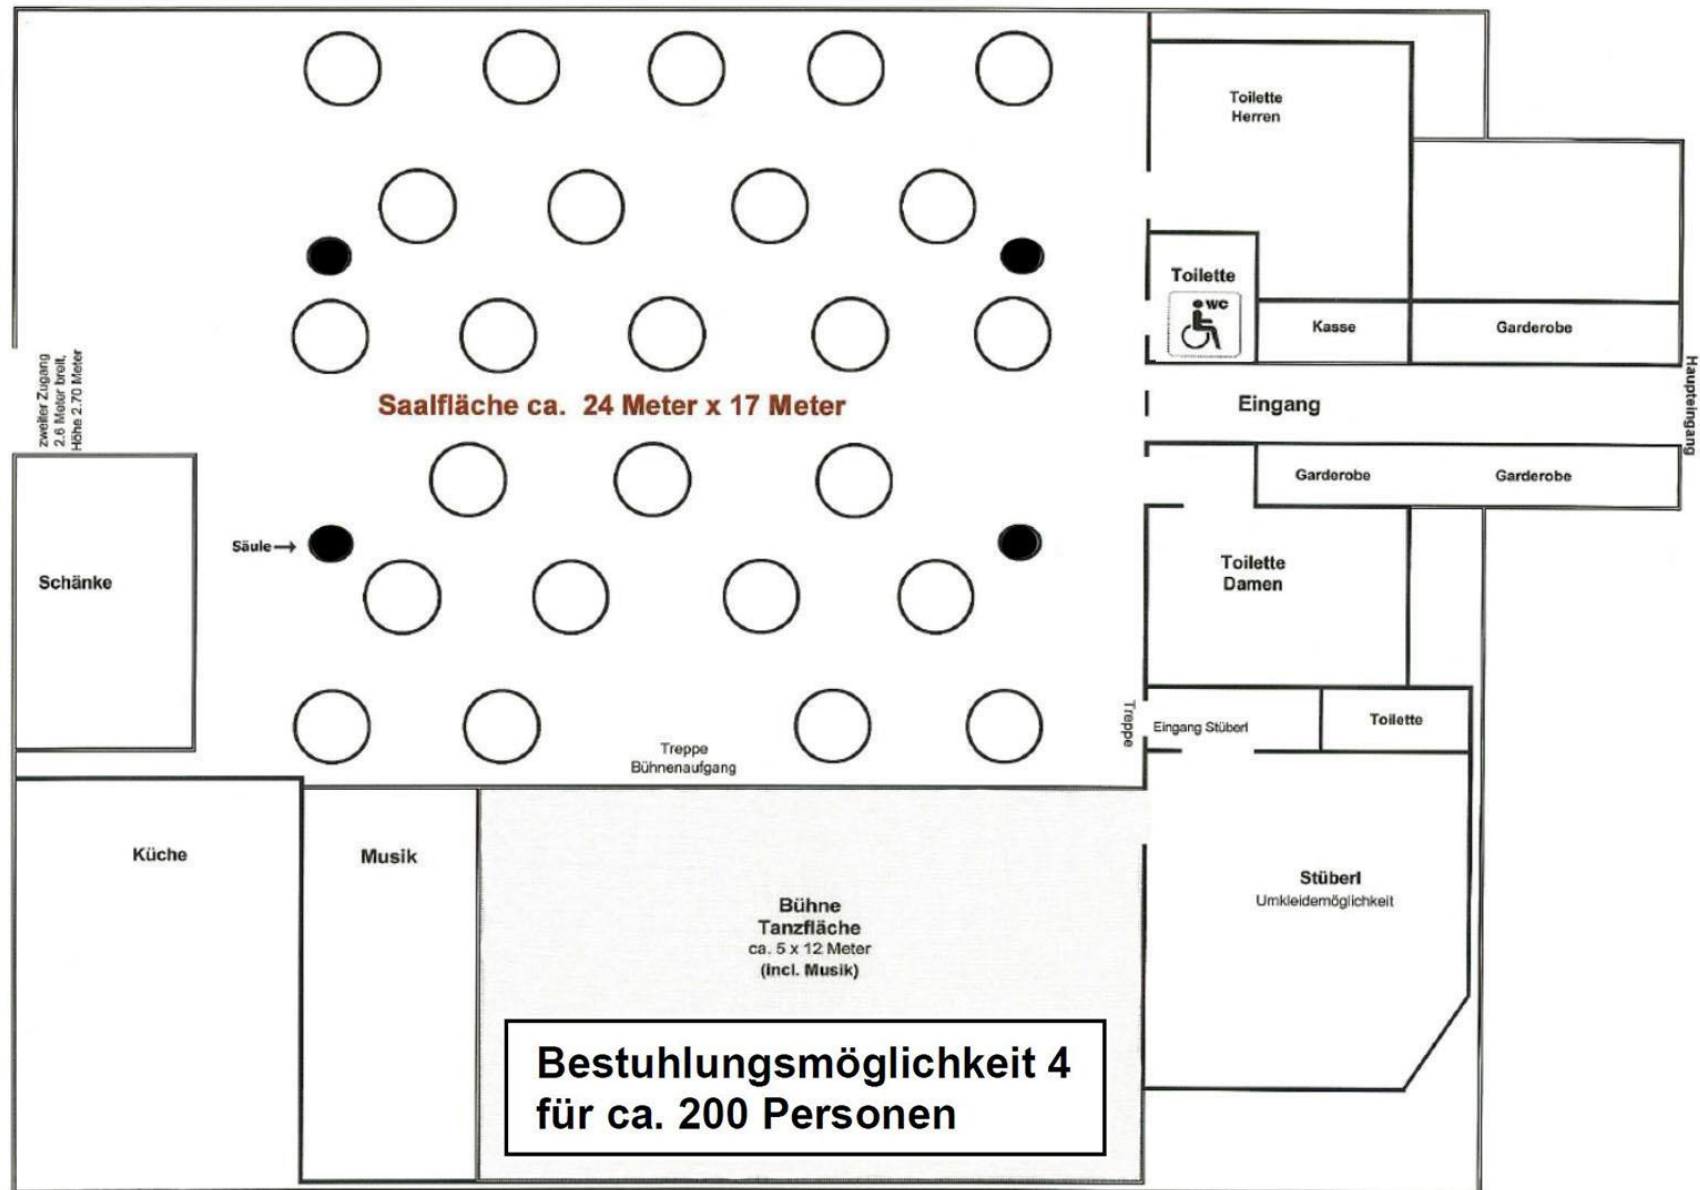 Toilette
Herren
Toilette
WC
Kasse
Garderobe
zweiter Zugang
2.6 Meter breit,
Höhe 2.70 Meter
Haupteingang
Saalfläche ca. 24 Meter x 17 Meter
Eingang
Garderobe
Garderobe
Säule
Schänke
Toilette
Damen
Treppe
Eingang Stüberl
Toilette
Treppe
Bühnenaufgang
Küche
Musik
Stüberl
Umkleidemöglichkeit
Bühne
Tanzfläche
ca. 5 x 12 Meter
(incl. Musik)
Bestuhlungsmöglichkeit 4
für ca. 200 Personen